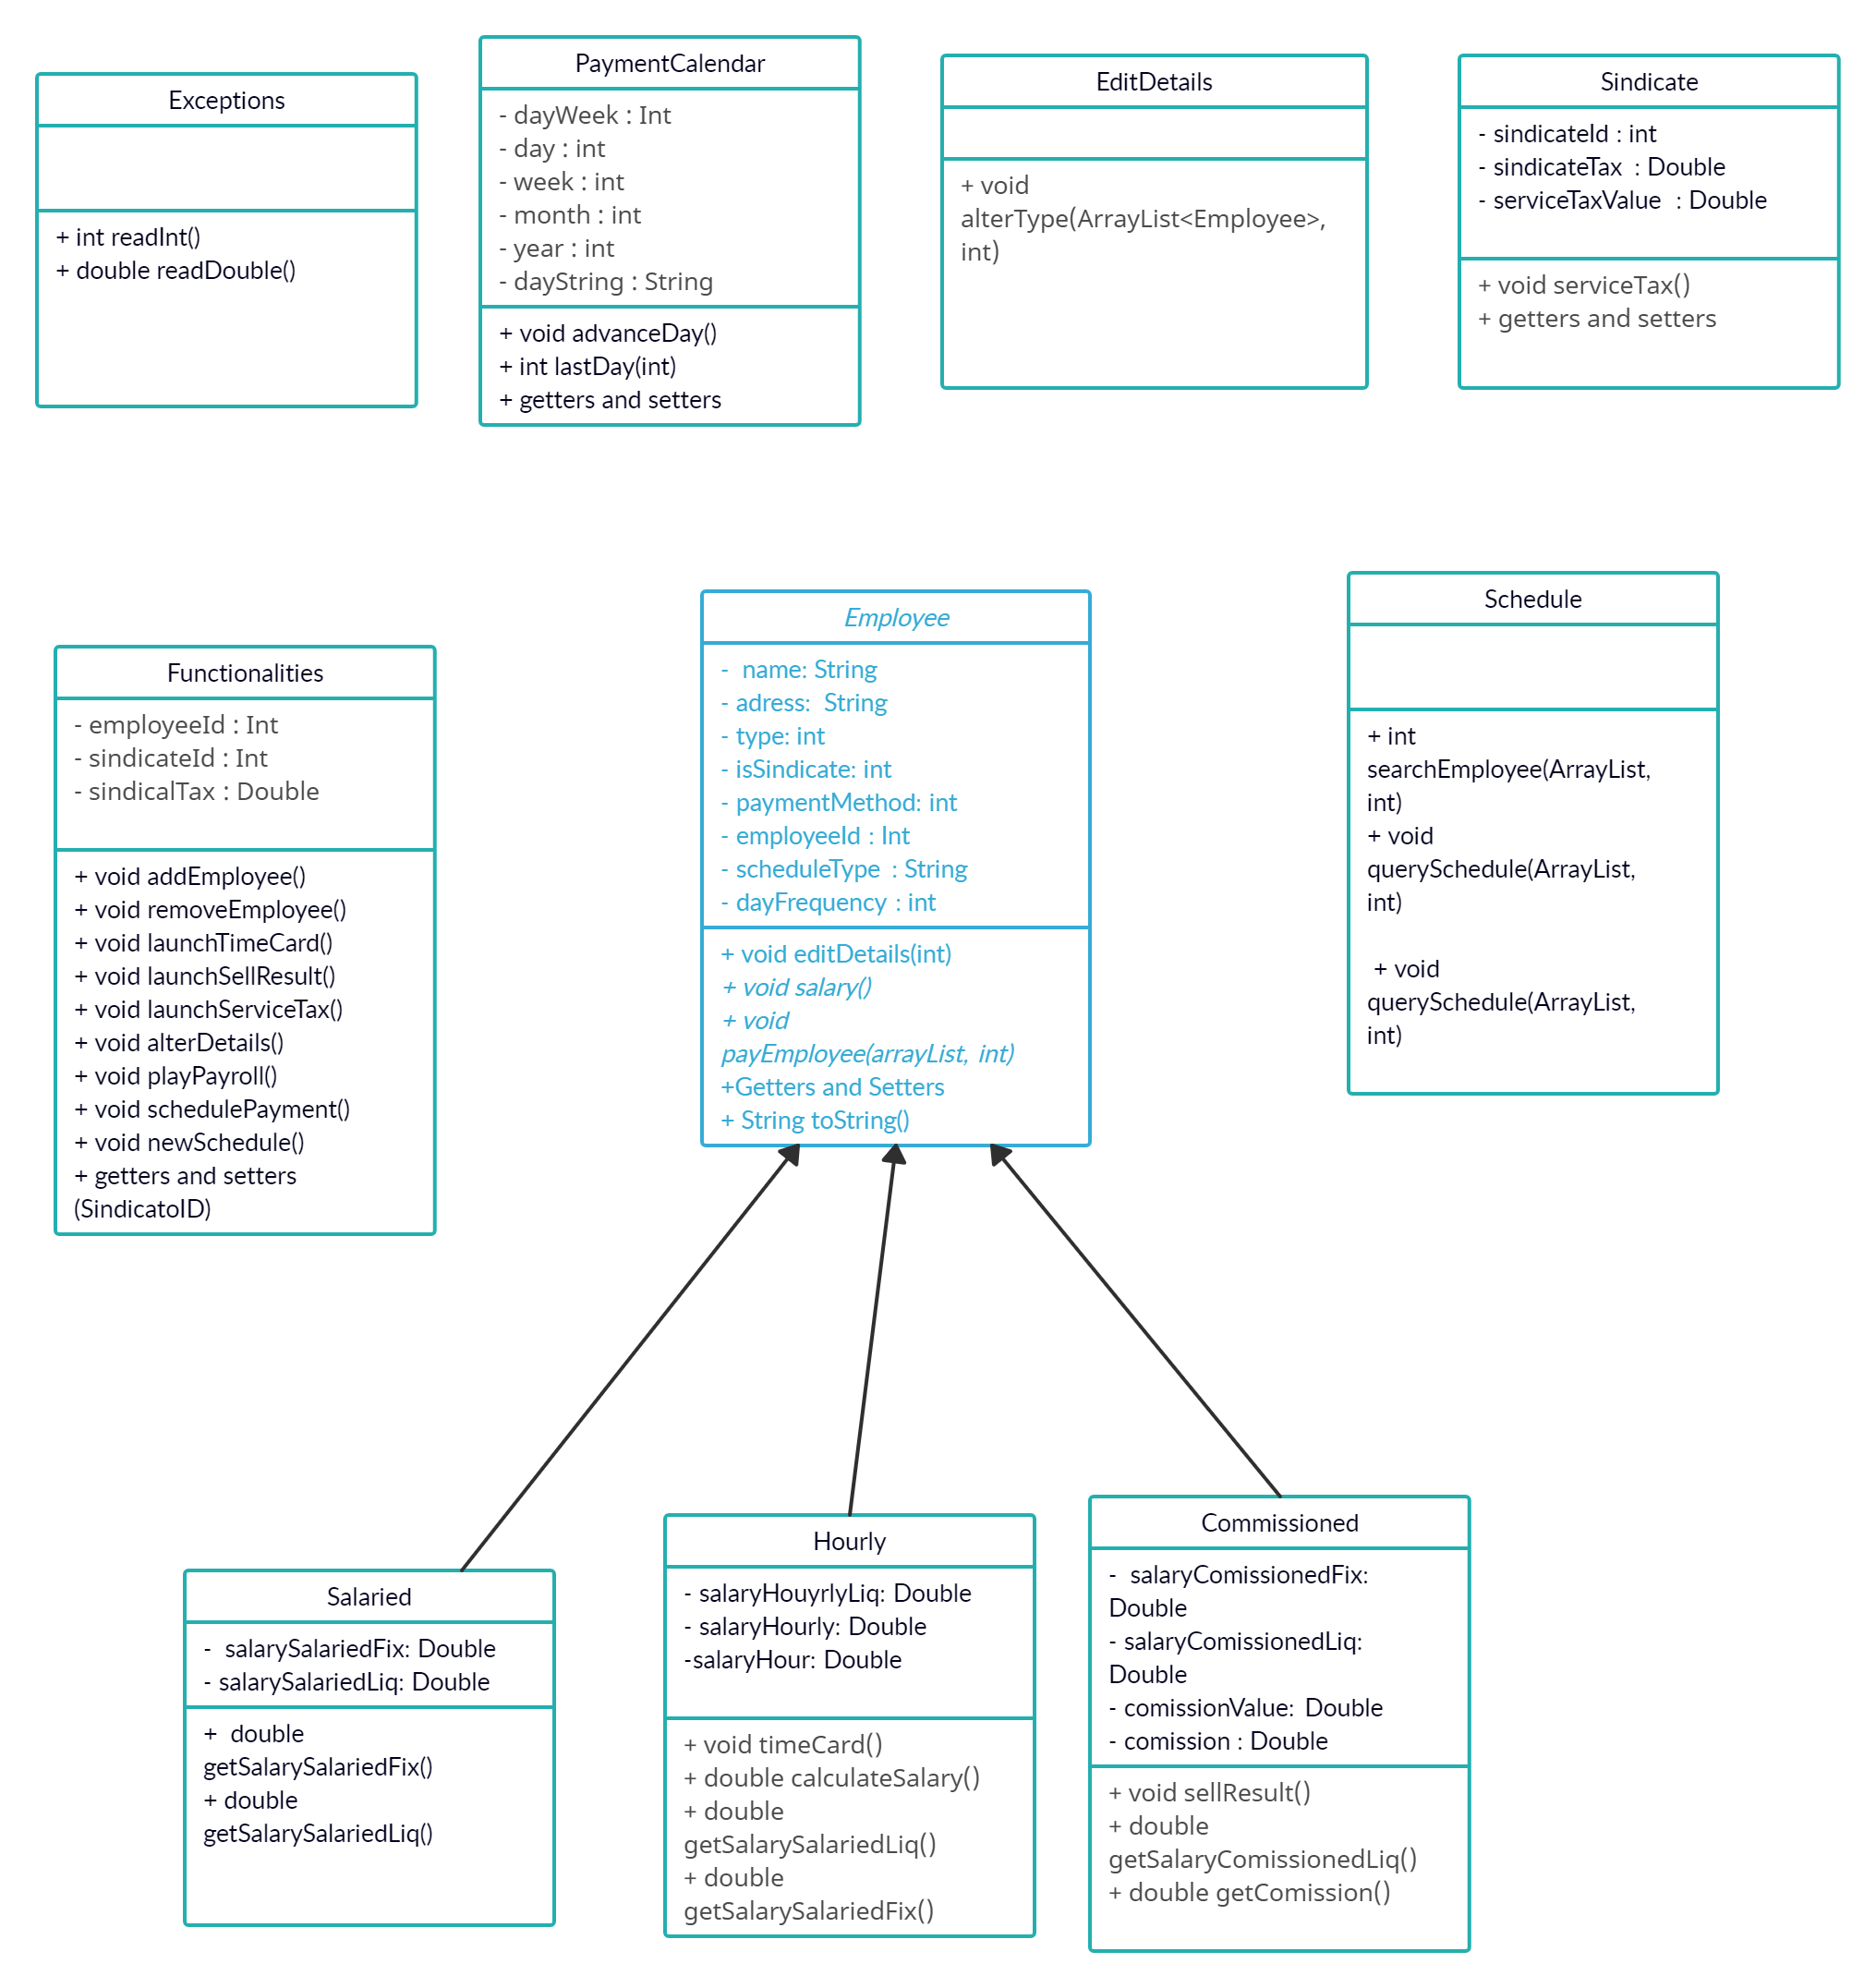 Exceptions
+ int readInt()
+ double readDouble()
PaymentCalendar
- dayWeek : Int
- day : int
- week : int
- month : int
- year : int
- dayString : String
+ void advanceDay()
+ int lastDay(int)
+ getters and setters
EditDetails
+ void
alterType(ArrayList<Employee>,
int)
Sindicate
- sindicateId : int
- sindicateTax : Double
- serviceTaxValue : Double
+ void serviceTax()
+ getters and setters
Functionalities
- employeeId : Int
- sindicateId : Int
- sindicalTax : Double
+ void addEmployee()
+ void removeEmployee()
+ void launchTimeCard()
+ void launchSellResult()
+ void launchServiceTax()
+ void alterDetails()
+ void playPayroll()
+ void schedulePayment()
+ void newSchedule()
+ getters and setters
(SindicatoID)
Employee
- name: String
- adress: String
- type: int
- isSindicate: int
- paymentMethod: int
- employeeId : Int
- scheduleType : String
- dayFrequency : int
+ void editDetails(int)
+ void salary()
+ void
payEmployee(arrayList, int)
+Getters and Setters
+ String toString()
Schedule
+ int
searchEmployee(ArrayList,
int)
+ void
querySchedule(ArrayList,
int)
+ void
querySchedule(ArrayList,
int)
Salaried
- salarySalariedFix: Double
- salarySalariedLiq: Double
+ double
getSalarySalariedFix()
+ double
getSalarySalariedLiq()
Hourly
- salaryHouyrlyLiq: Double
- salaryHourly: Double
-salaryHour: Double
+ void timeCard()
+ double calculateSalary()
+ double
getSalarySalariedLiq()
+ double
getSalarySalariedFix()
Commissioned
- salaryComissionedFix:
Double
- salaryComissionedLiq:
Double
- comissionValue: Double
- comission : Double
+ void sellResult()
+ double
getSalaryComissionedLiq()
+ double getComission()